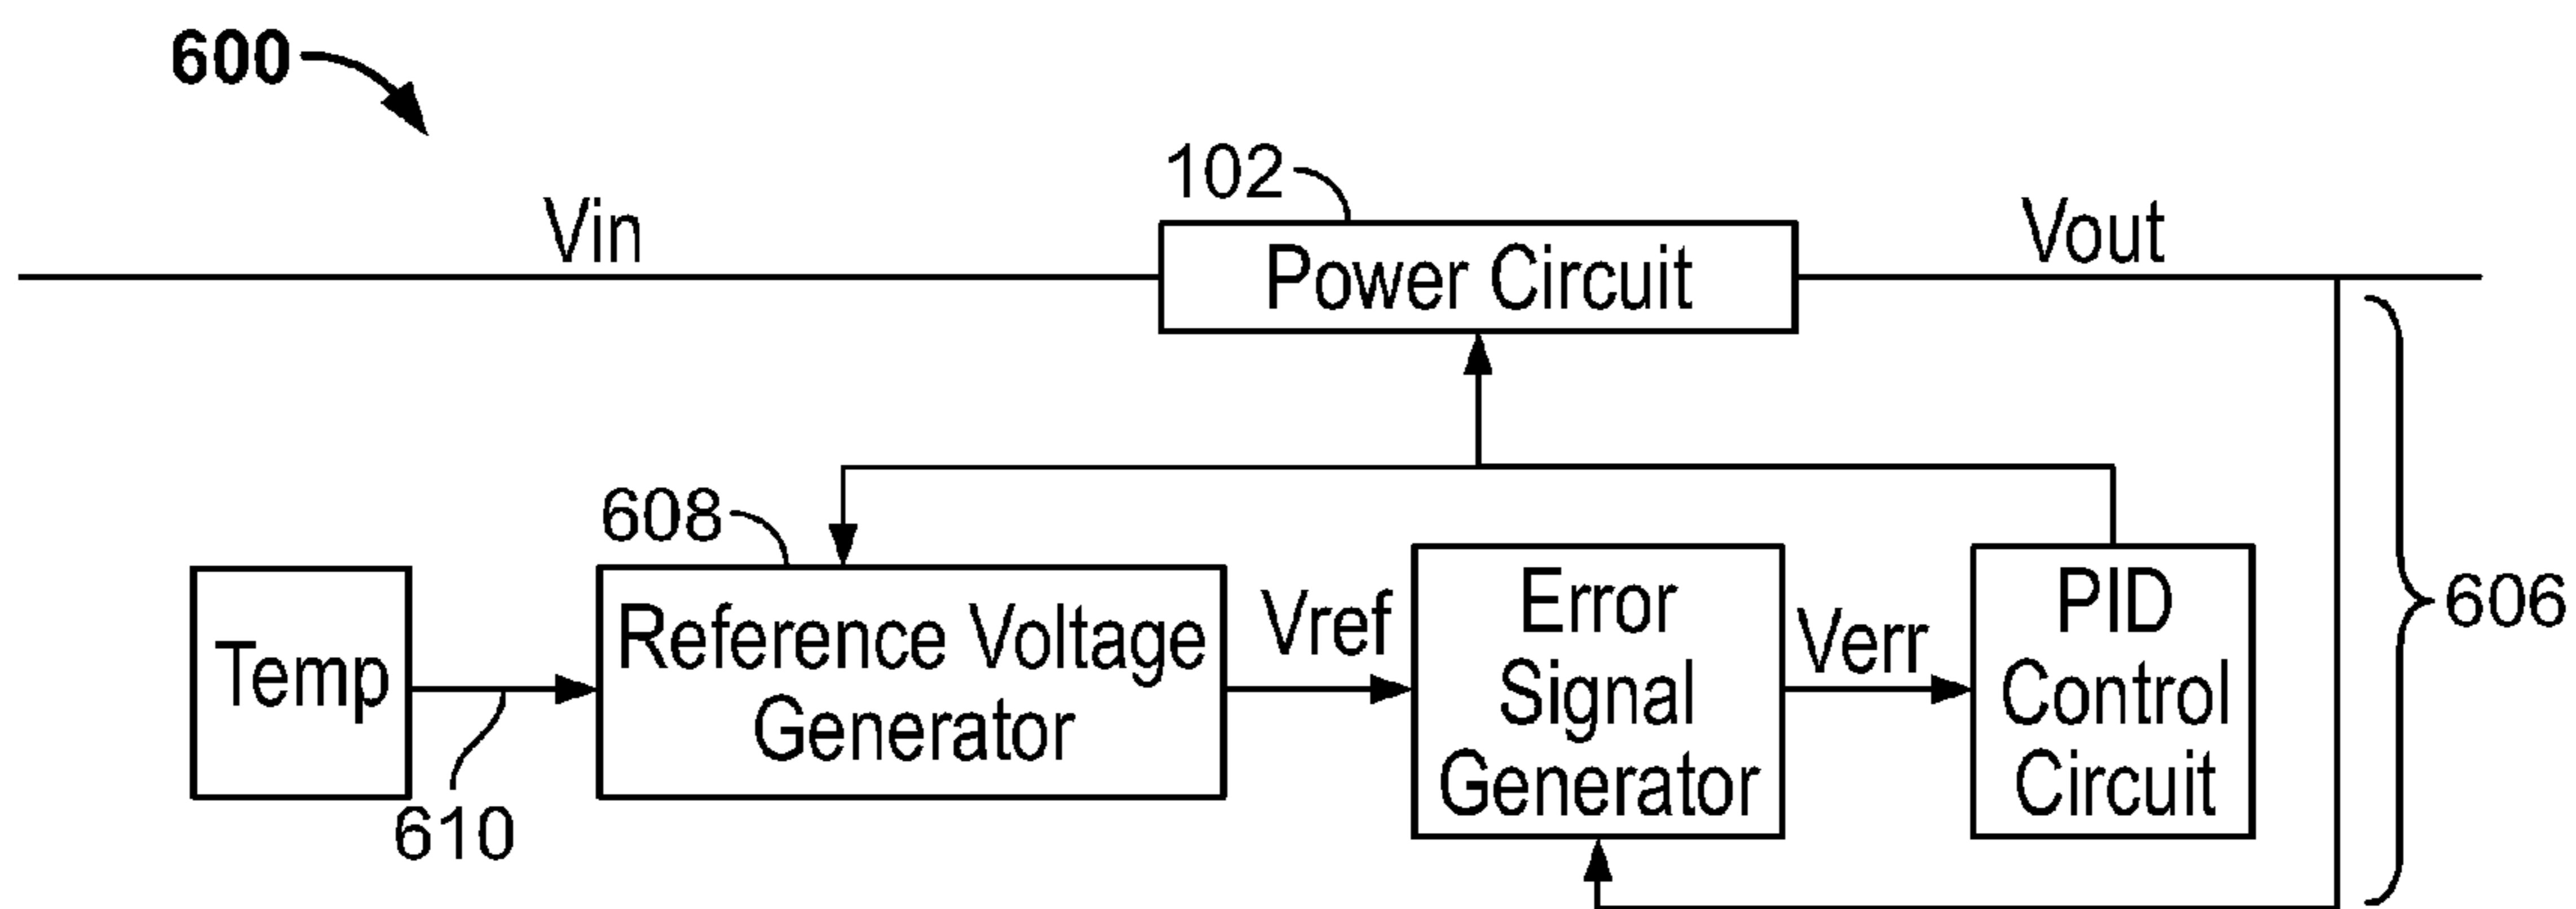 600
102
Vin
Vout
Power Circuit
608
Temp
610
Reference Voltage
Generator
Vref
Error
Signal
Generator
Verr
PID
Control
Circuit
606